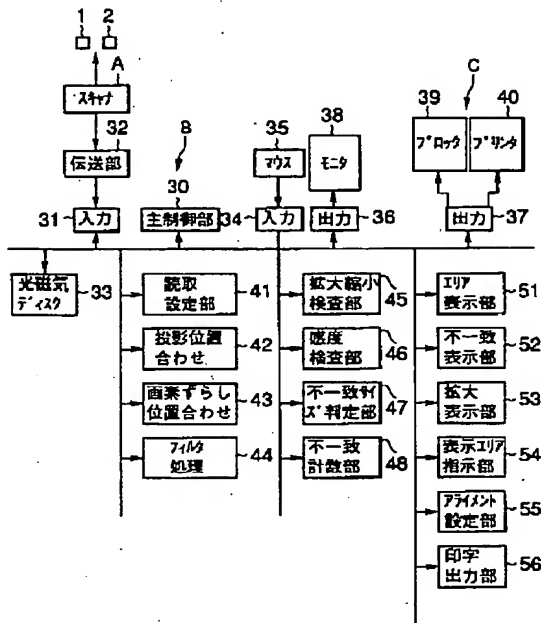 1 2
A
スキャナ
32
伝送部
31
入力
B
30
主制御部
35
マウス
34
入力
38
モニタ
36
出力
C
39
プロック
40
プリンタ
37
出力
光磁気
ディスク
33
読取
設定部
41
投影位置
合わせ
42
画素ずらし
位置合わせ
43
フィルタ
処理
44
拡大縮小
検査部
45
感度
検査部
46
不一致サイ
ズ判定部
47
不一致
計数部
48
エリア
表示部
51
不一致
表示部
52
拡大
表示部
53
表示エリア
指示部
54
アライメント
設定部
55
印字
出力部
56